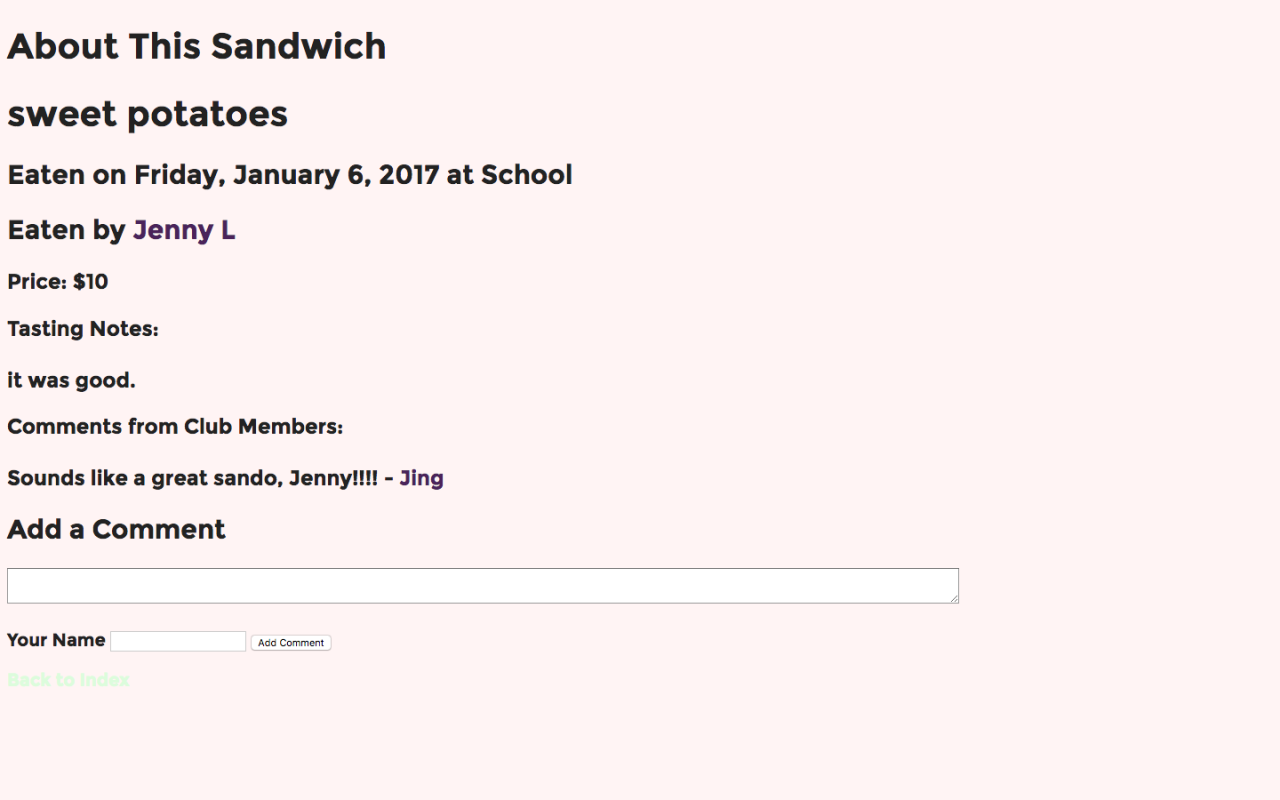 About This Sandwich
sweet potatoes
Eaten on Friday, January 6, 2017 at School
Eaten by Jenny L
Price: $10
Tasting Notes:
it was good.
Comments from Club Members:
Sounds like a great sando, Jenny!!!! - Jing
Add a Comment
Your Name Add Comment
Back to Index